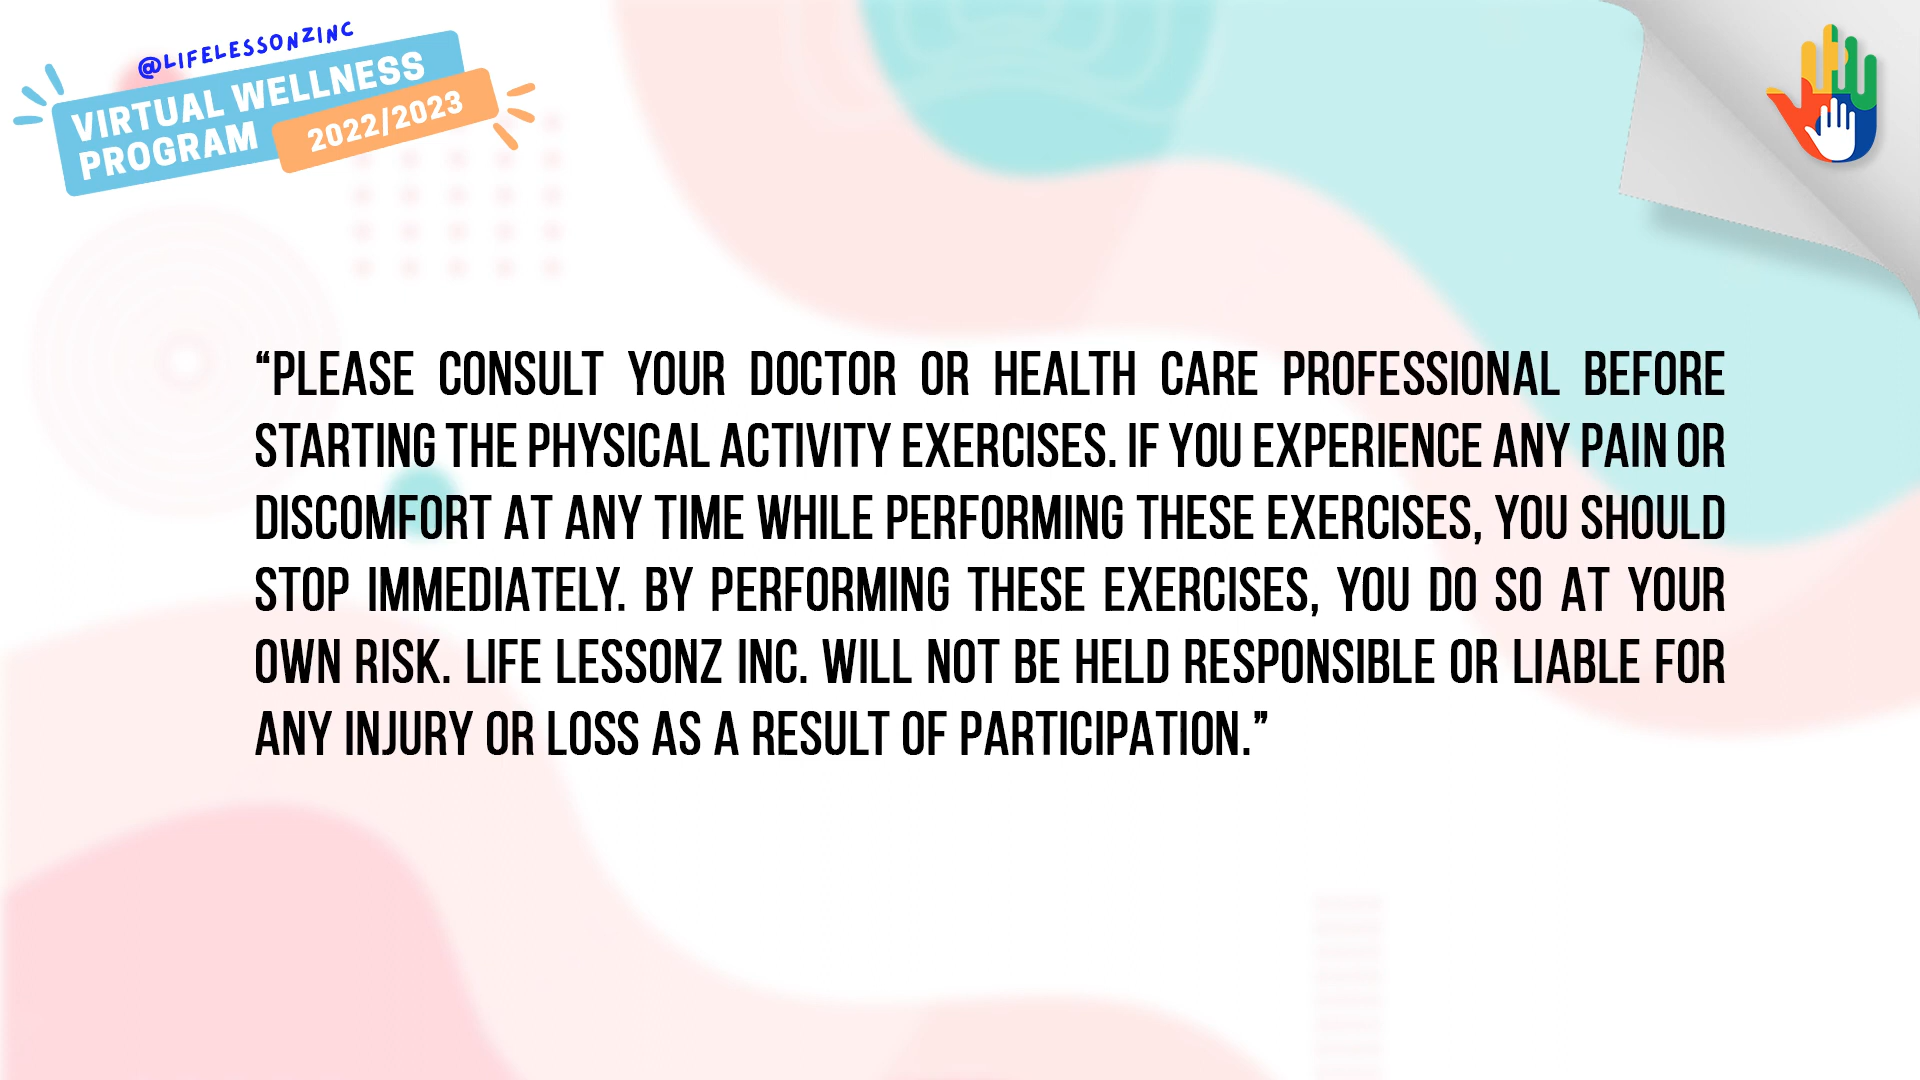 @LIFELESSONZINC
VIRTUAL WELLNESS
PROGRAM
2022/2023
“PLEASE CONSULT YOUR DOCTOR OR HEALTH CARE PROFESSIONAL BEFORE
STARTING THE PHYSICAL ACTIVITY EXERCISES. IF YOU EXPERIENCE ANY PAIN OR
DISCOMFORT AT ANY TIME WHILE PERFORMING THESE EXERCISES, YOU SHOULD
STOP IMMEDIATELY. BY PERFORMING THESE EXERCISES, YOU DO SO AT YOUR
OWN RISK. LIFE LESSONZ INC. WILL NOT BE HELD RESPONSIBLE OR LIABLE FOR
ANY INJURY OR LOSS AS A RESULT OF PARTICIPATION.”